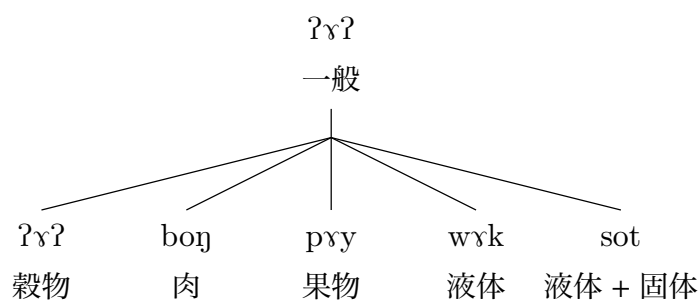 ʔɤʔ
一般
ʔɤʔ boŋ pɤy wɤk sot
穀物 肉 果物 液体 液体 + 固体